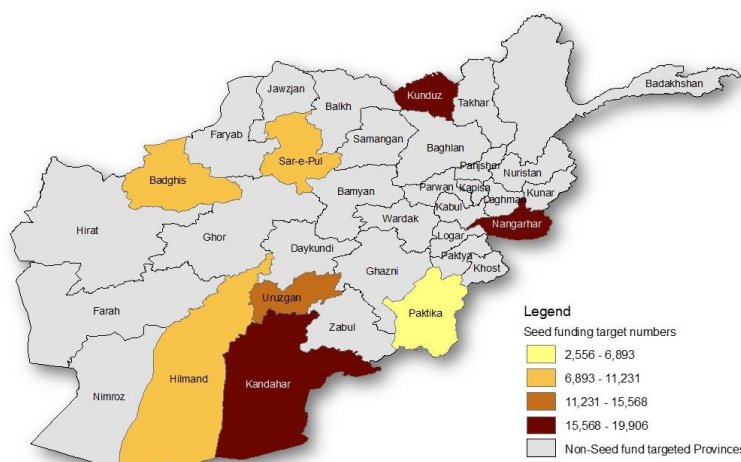 Badakhshan
Jawzjan
Kunduz
Balkh
Takhar
Faryab
Samangan
Baghlan
Sar-e-Pul
Panjsher
Badghis
Nuristan
Parwan
Kapisa
Bamyan
Laghman
Kunar
Kabul
Wardak
Nangarhar
Hirat
Ghor
Logar
Daykundi
Paktya
Ghazni
Khost
Uruzgan
Farah
Paktika
Zabul
Hilmand
Kandahar
Nimroz
Legend
Seed funding target numbers
2,556 - 6,893
6,893 - 11,231
11,231 - 15,568
15,568 - 19,906
Non-Seed fund targeted Provinces